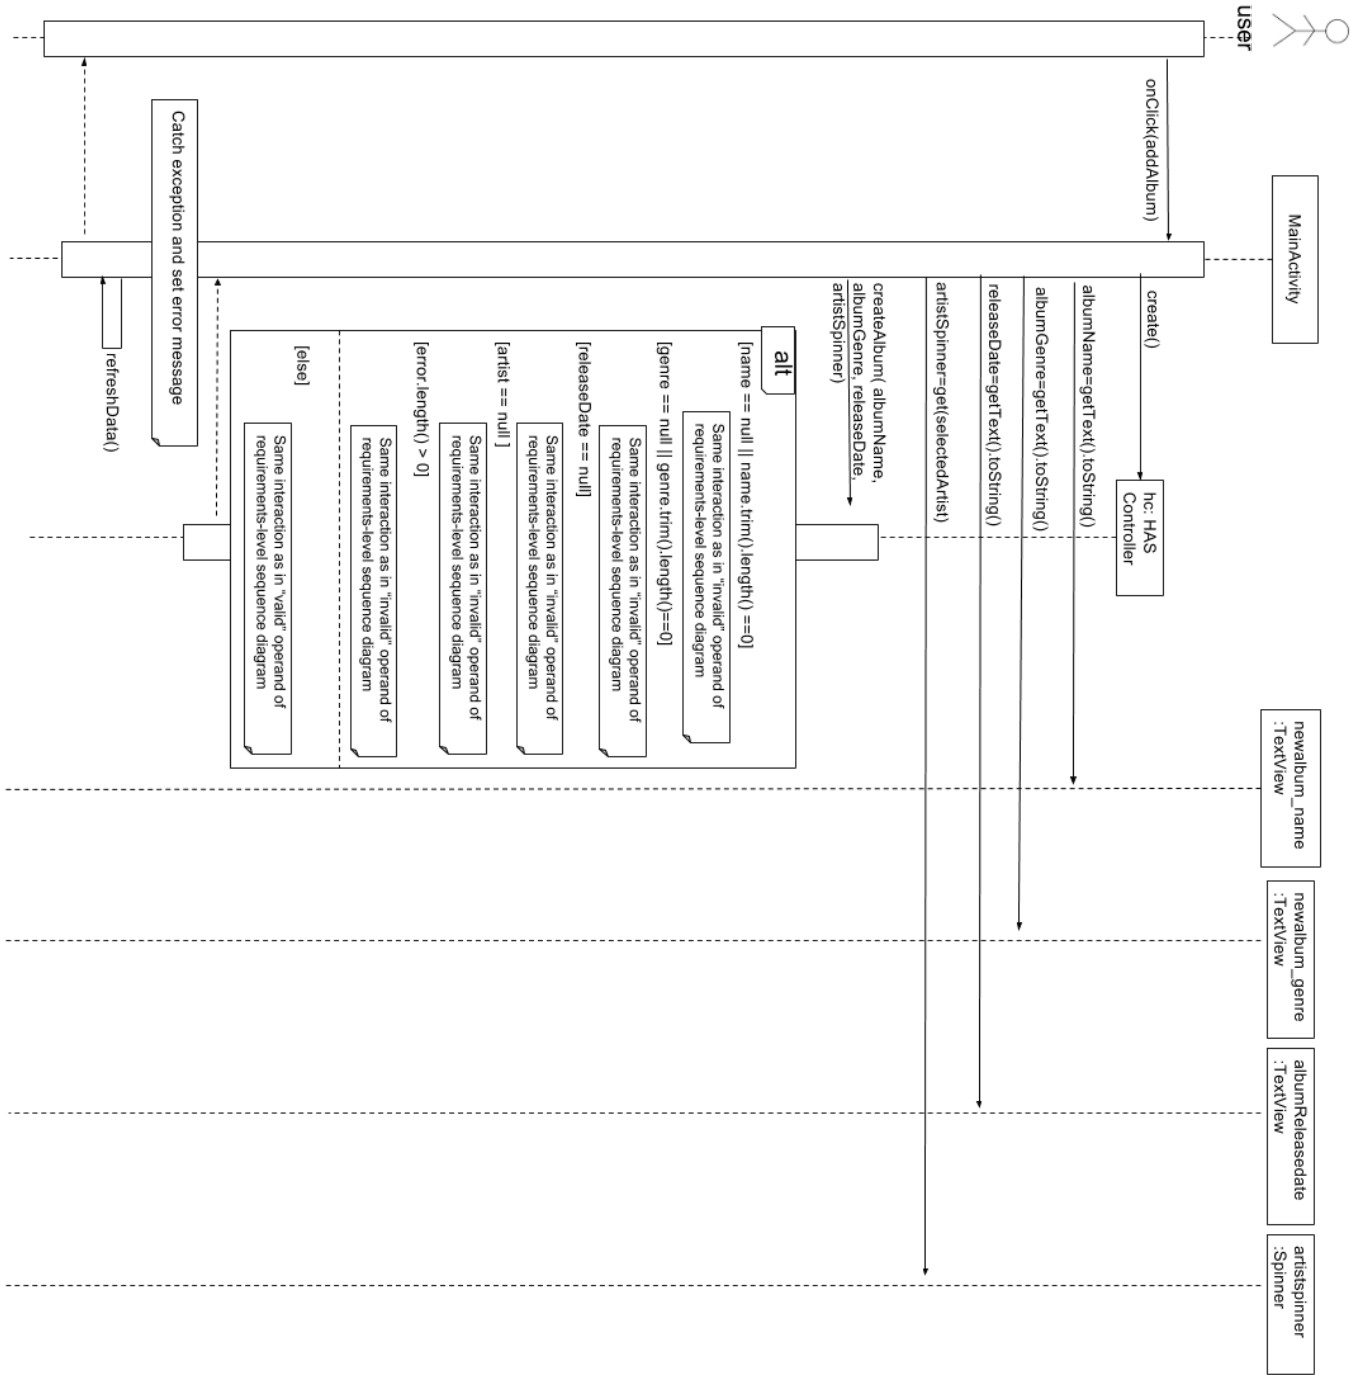 user
MainActivity
newalbum_name
:TextView
newalbum_genre
:TextView
albumReleasedate
:TextView
artistspinner
:Spinner
onClick(addAlbum)
create()
hc: HAS
Controller
albumName=getText().toString()
albumGenre=getText().toString()
releaseDate=getText().toString()
artistSpinner=get(selectedArtist)
createAlbum( albumName,
albumGenre, releaseDate,
artistSpinner)
alt
[name == null || name.trim().length() ==0]
Same interaction as in "invalid" operand of
requirements-level sequence diagram
[genre == null || genre.trim().length()==0]
Same interaction as in "invalid" operand of
requirements-level sequence diagram
[releaseDate == null]
Same interaction as in "invalid" operand of
requirements-level sequence diagram
[artist == null ]
Same interaction as in "invalid" operand of
requirements-level sequence diagram
[error.length() > 0]
Same interaction as in "invalid" operand of
requirements-level sequence diagram
[else]
Same interaction as in "valid" operand of
requirements-level sequence diagram
Catch exception and set error message
refreshData()